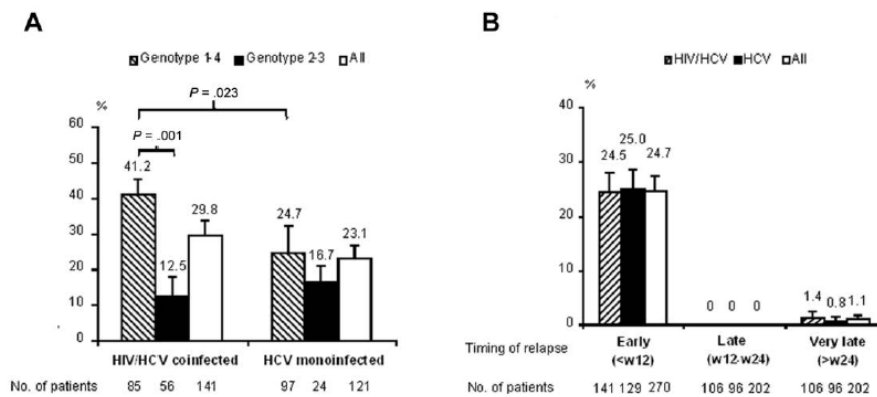 A
Genotype 1-4 Genotype 2-3 All
P = .023
%
60
P = .001
50
41.2
40
29.8
30
24.7
23.1
20
16.7
12.5
10
0
HIV/HCV coinfected HCV monoinfected
No. of patients 85 56 141 97 24 121
B
HIV/HCV HCV All
%
40
30
24.5 25.0 24.7
20
10
0 0 0
1.4 0.8 1.1
0
Timing of relapse Early Late Very late
(<w12) (w12-w24) (>w24)
No. of patients 141 129 270 106 96 202 106 96 202